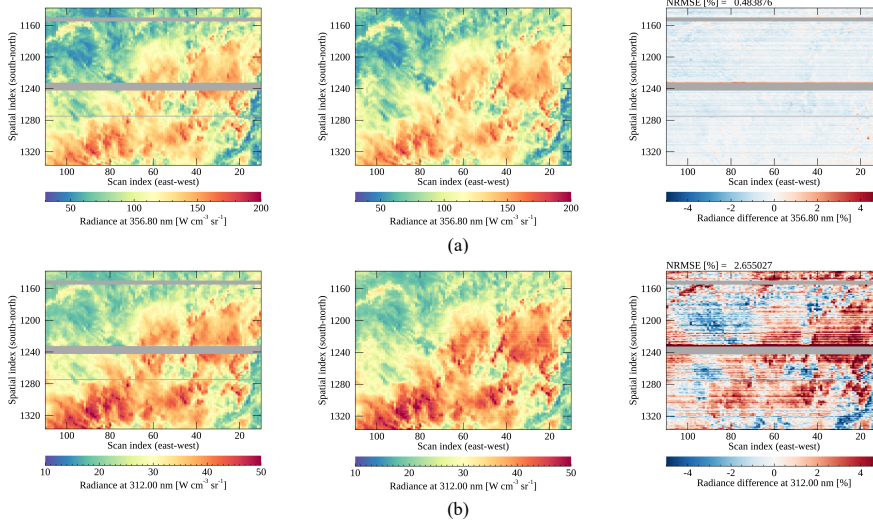 NRMSE [%] = 0.483876
Spatial index (south-north)
1160
1200
1240
1280
1320
100 80 60 40 20
Scan index (east-west)
50 100 150 200
Radiance at 356.80 nm [W cm⁻³ sr⁻¹]
Spatial index (south-north)
1160
1200
1240
1280
1320
100 80 60 40 20
Scan index (east-west)
50 100 150 200
Radiance at 356.80 nm [W cm⁻³ sr⁻¹]
Spatial index (south-north)
1160
1200
1240
1280
1320
100 80 60 40 20
Scan index (east-west)
-4 -2 0 2 4
Radiance difference at 356.80 nm [%]
(a)
NRMSE [%] = 2.655027
Spatial index (south-north)
1160
1200
1240
1280
1320
100 80 60 40 20
Scan index (east-west)
10 20 30 40 50
Radiance at 312.00 nm [W cm⁻³ sr⁻¹]
Spatial index (south-north)
1160
1200
1240
1280
1320
100 80 60 40 20
Scan index (east-west)
10 20 30 40 50
Radiance at 312.00 nm [W cm⁻³ sr⁻¹]
Spatial index (south-north)
1160
1200
1240
1280
1320
100 80 60 40 20
Scan index (east-west)
-4 -2 0 2 4
Radiance difference at 312.00 nm [%]
(b)